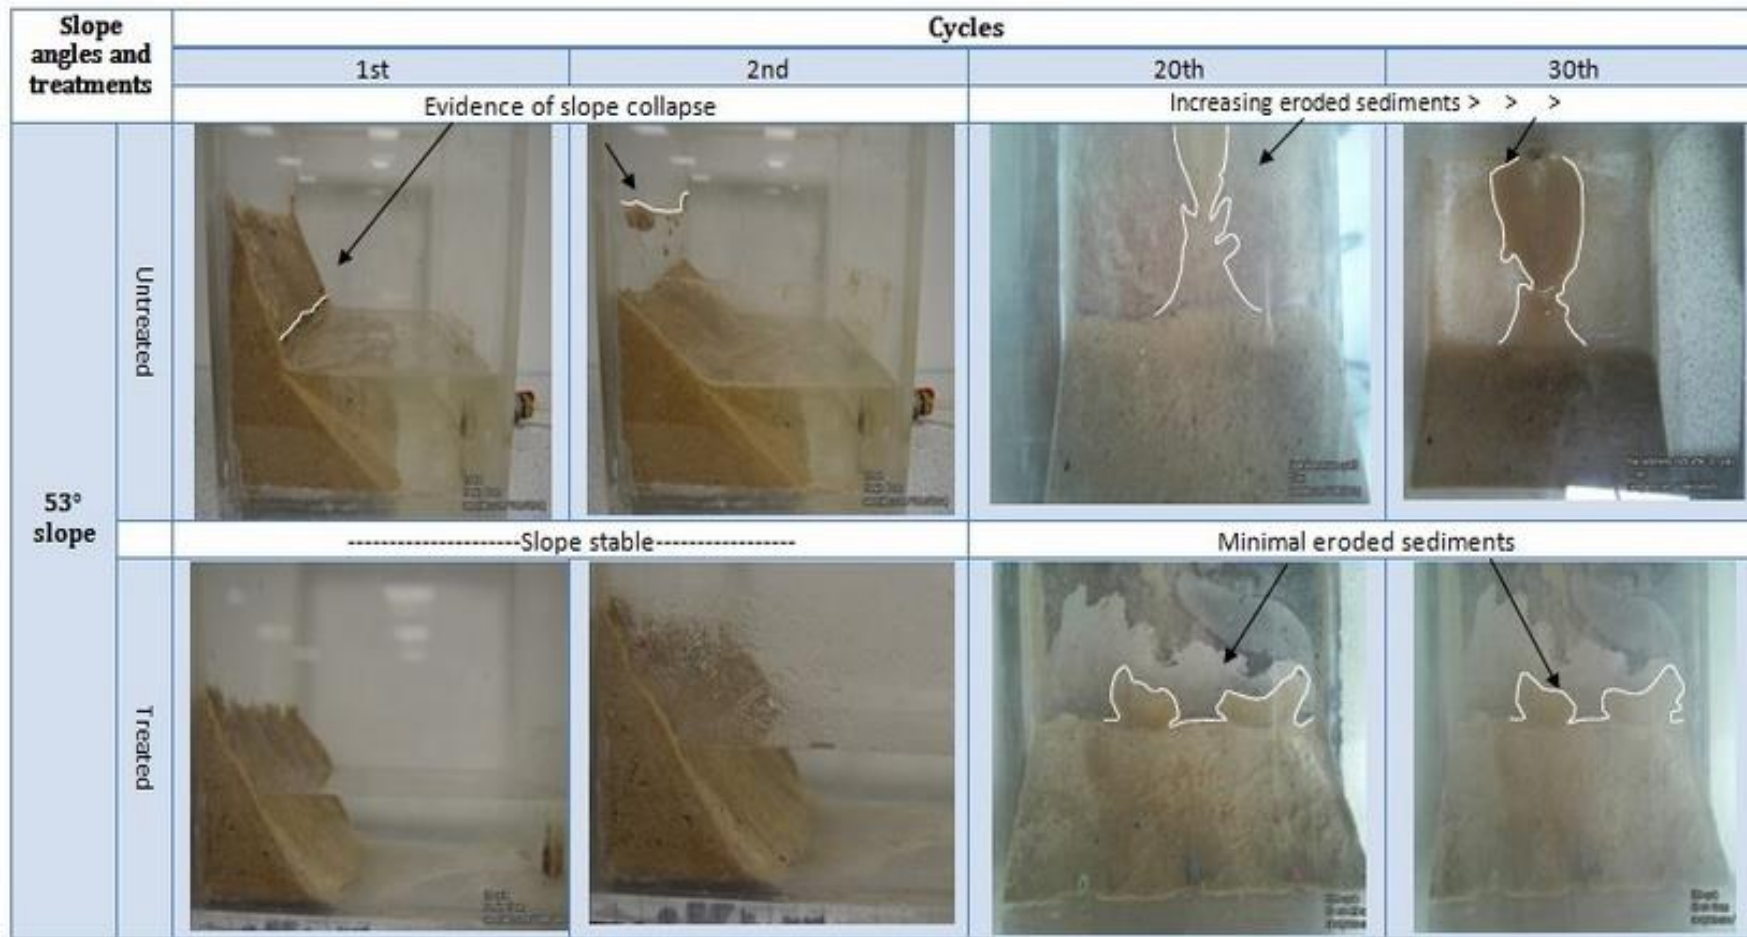 Slope
angles and
treatments
Cycles
1st
2nd
20th
30th
Evidence of slope collapse
Increasing eroded sediments > > >
53°
slope
Untreated
---------------------Slope stable-----------------
Minimal eroded sediments
Treated